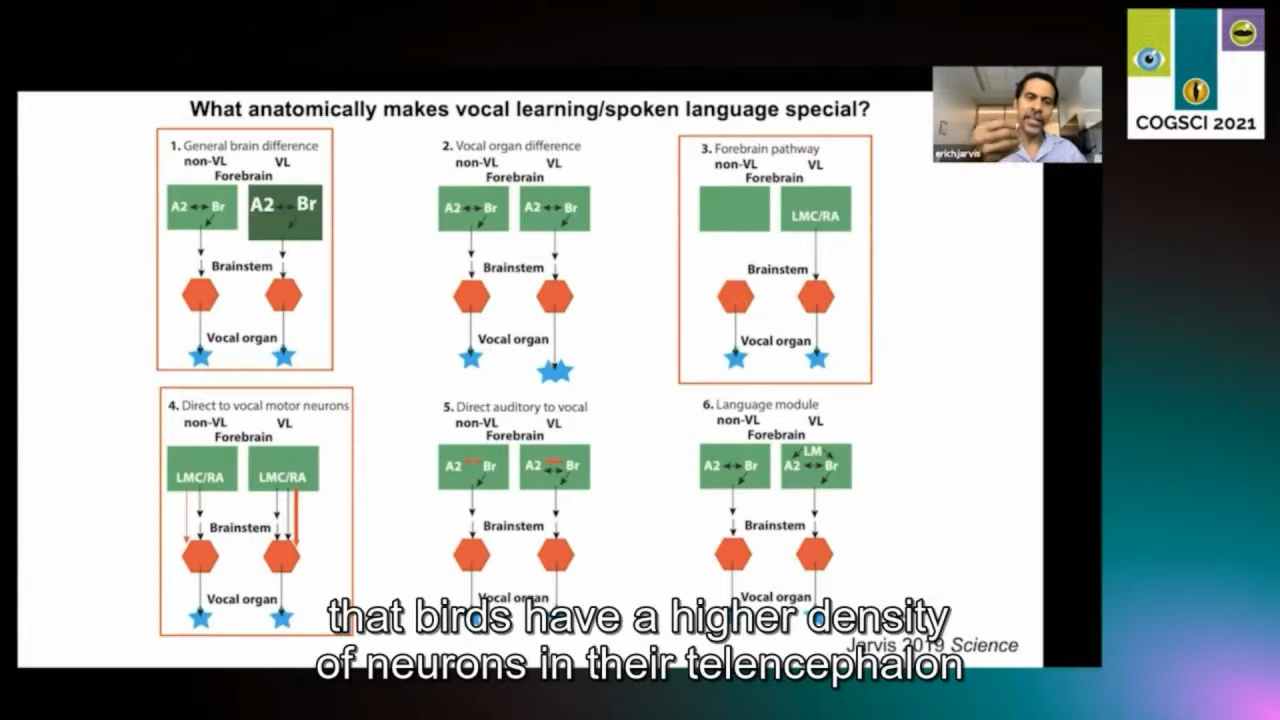 COGSCI 2021
erichjarvis
What anatomically makes vocal learning/spoken language special?
1. General brain difference
non-VL VL
Forebrain
A2 Br A2 Br
Brainstem
Vocal organ
2. Vocal organ difference
non-VL VL
Forebrain
A2 Br A2 Br
Brainstem
Vocal organ
3. Forebrain pathway
non-VL VL
Forebrain
LMC/RA
Brainstem
Vocal organ
4. Direct to vocal motor neurons
non-VL VL
Forebrain
LMC/RA LMC/RA
Brainstem
Vocal organ
5. Direct auditory to vocal
non-VL VL
Forebrain
A2 Br A2 Br
Brainstem
Vocal organ
6. Language module
non-VL VL
Forebrain
LM
A2 Br A2 Br
Brainstem
Vocal organ
Jarvis 2019 Science
that birds have a higher density
of neurons in their telencephalon